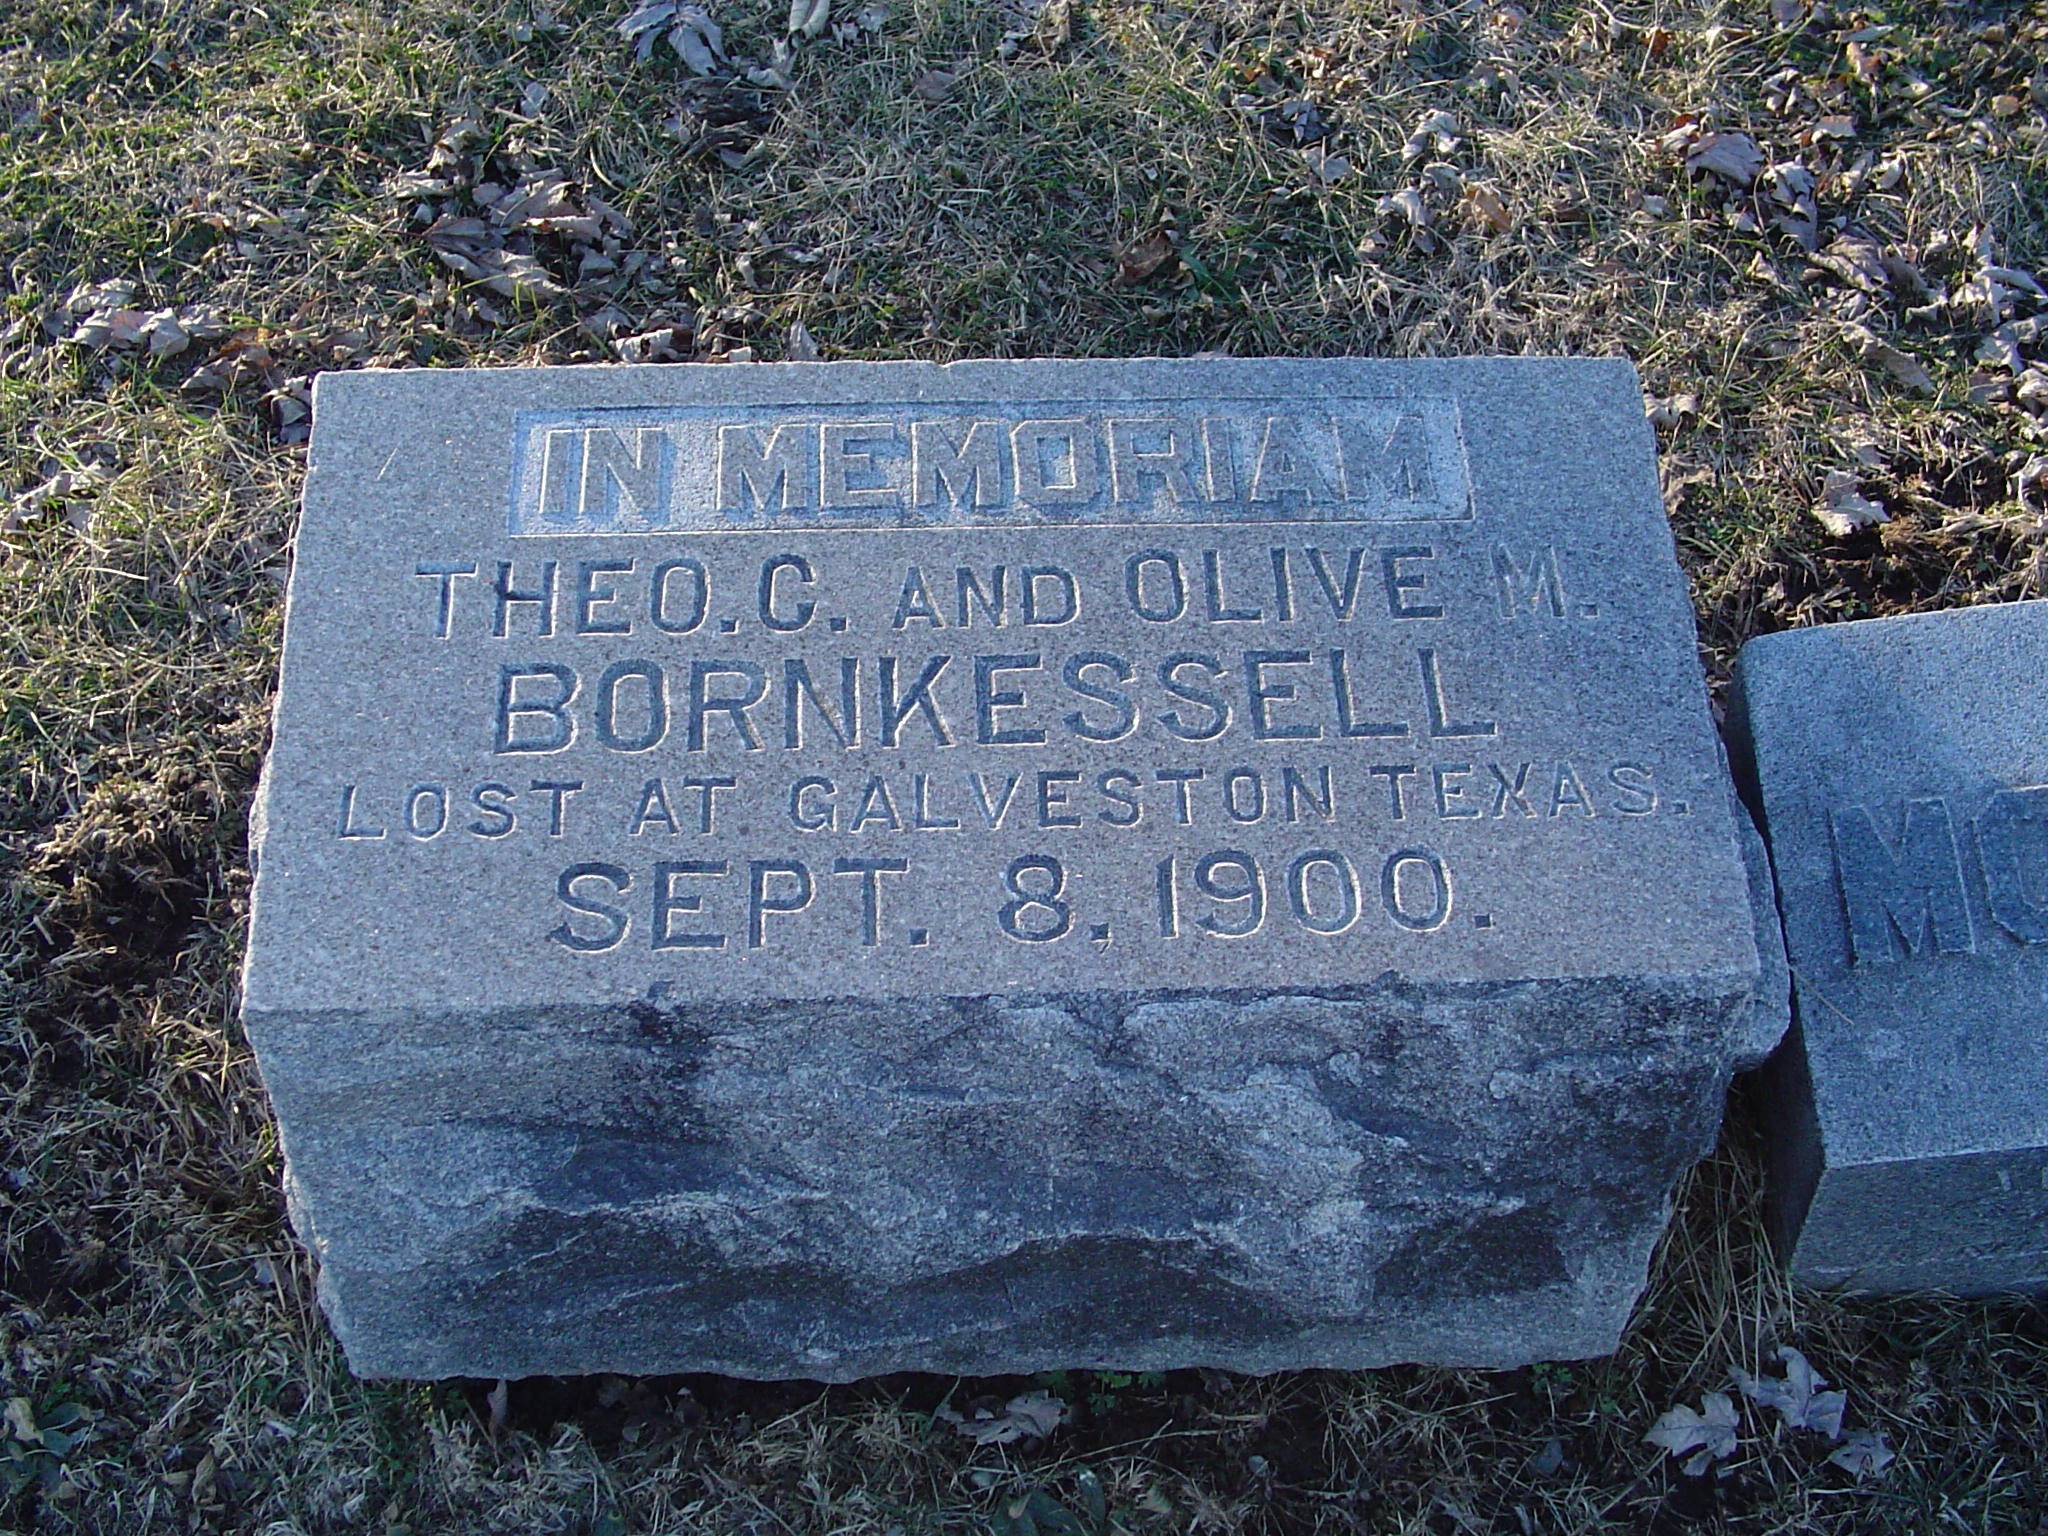 IN MEMORIAM
THEO. C. AND OLIVE M.
BORNKESSELL
LOST AT GALVESTON TEXAS.
SEPT. 8, 1900.